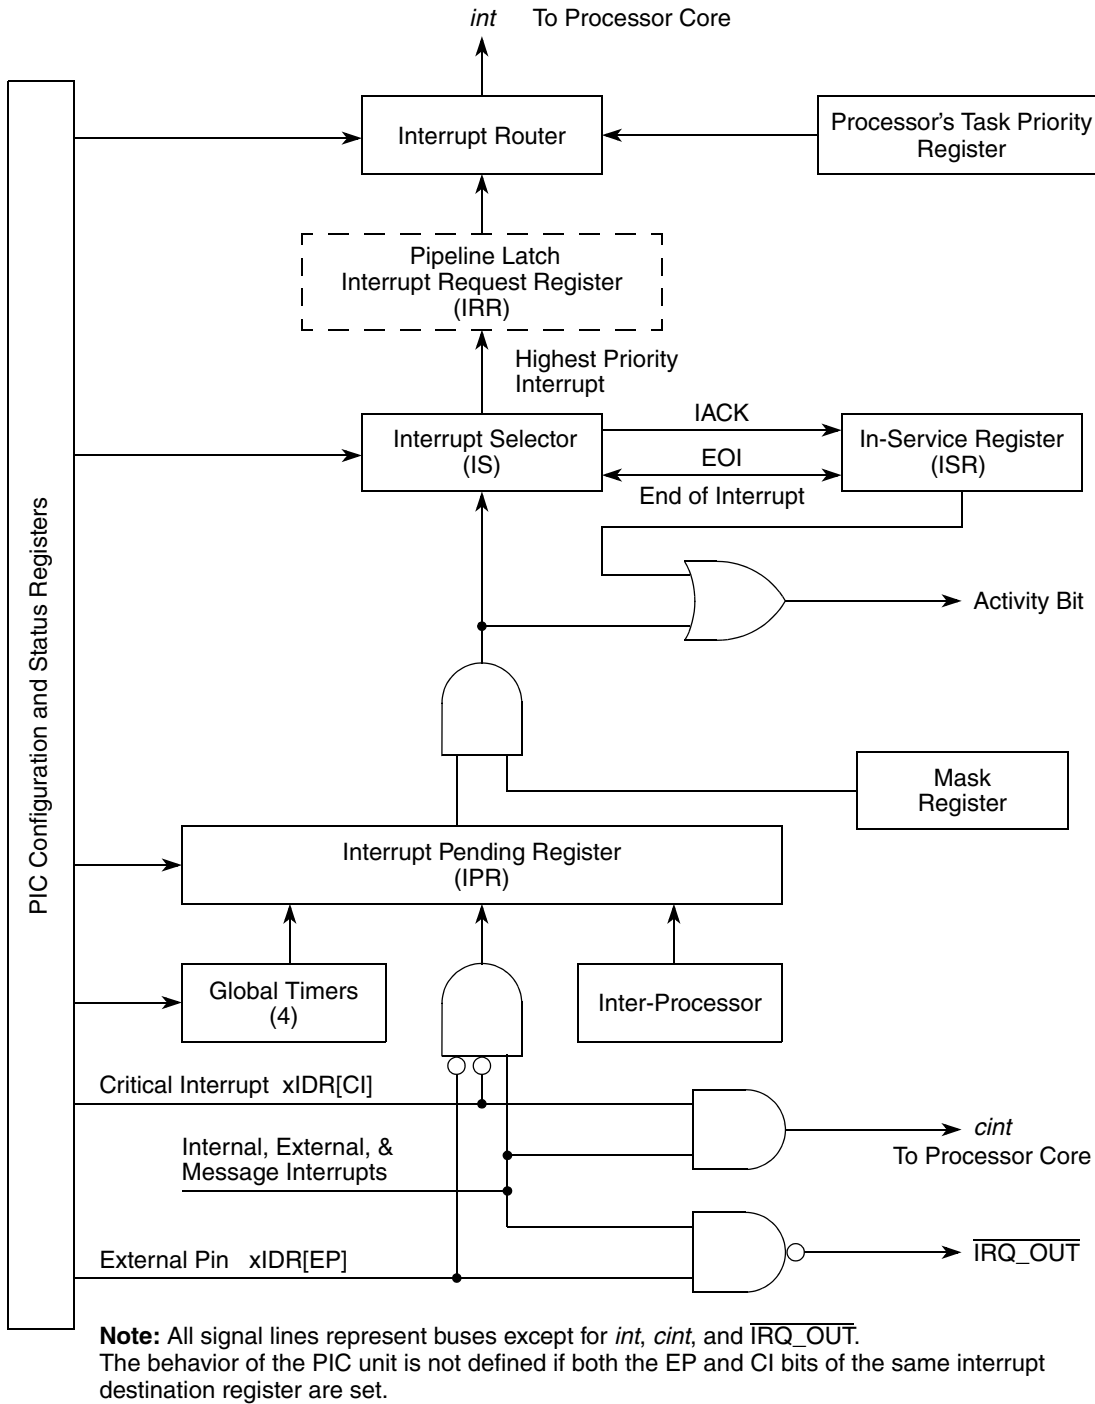 int To Processor Core
Interrupt Router
Processor's Task Priority
Register
Pipeline Latch
Interrupt Request Register
(IRR)
Highest Priority
Interrupt
Interrupt Selector
(IS)
IACK
EOI
End of Interrupt
In-Service Register
(ISR)
Activity Bit
PIC Configuration and Status Registers
Mask
Register
Interrupt Pending Register
(IPR)
Global Timers
(4)
Inter-Processor
Critical Interrupt xIDR[CI]
cint
To Processor Core
Internal, External, &
Message Interrupts
External Pin xIDR[EP]
IRQ_OUT
Note: All signal lines represent buses except for int, cint, and IRQ_OUT.
The behavior of the PIC unit is not defined if both the EP and CI bits of the same interrupt
destination register are set.